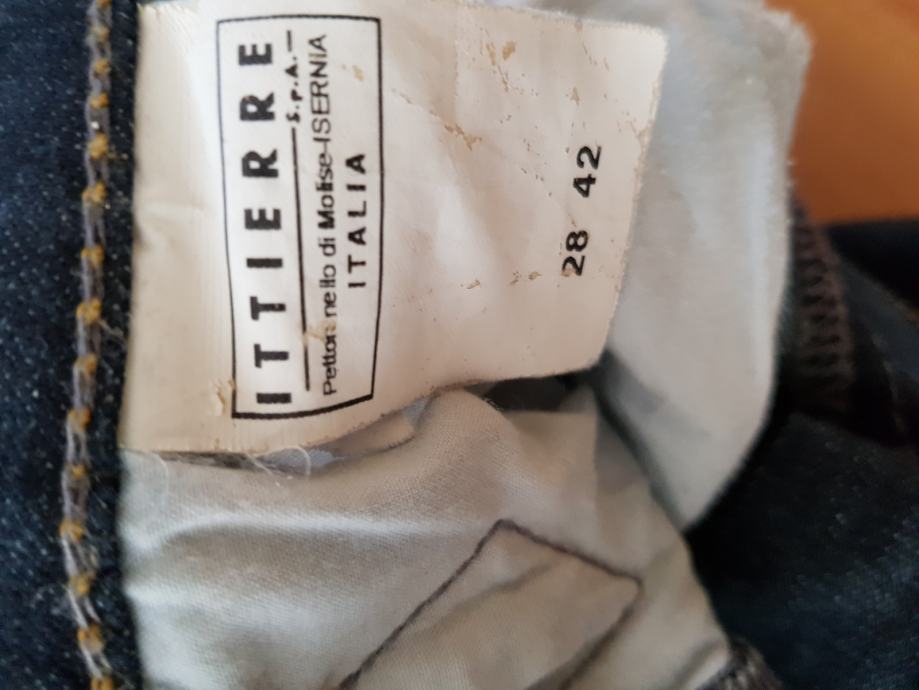 ITTIERRE
S.P.A.
Pettoranello di Molise-ISERNIA
ITALIA
28 42